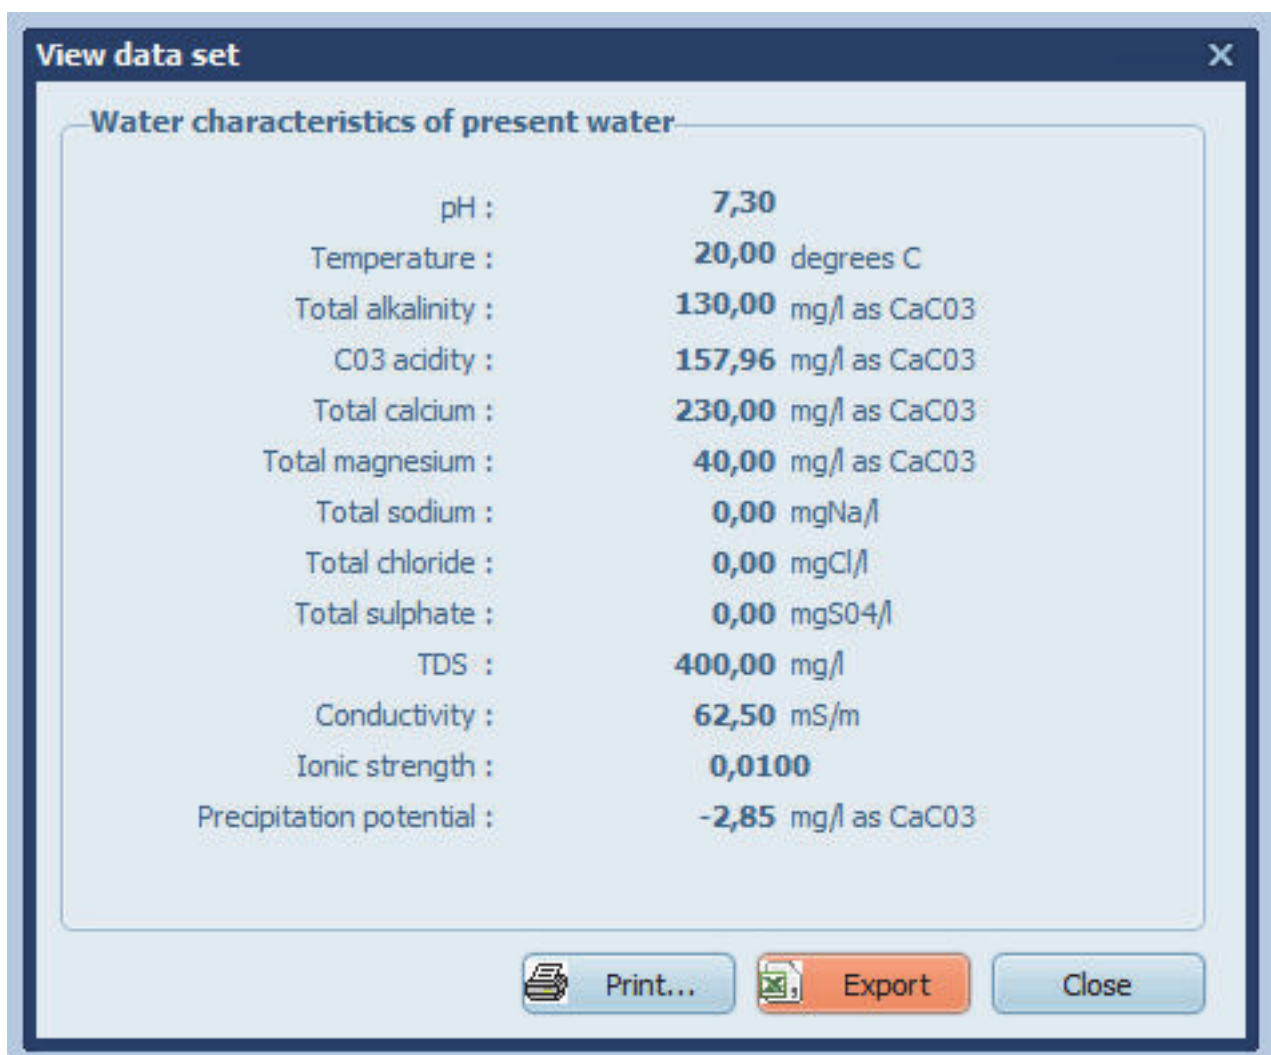 View data set
Water characteristics of present water
pH : 7,30
Temperature : 20,00 degrees C
Total alkalinity : 130,00 mg/l as CaC03
C03 acidity : 157,96 mg/l as CaC03
Total calcium : 230,00 mg/l as CaC03
Total magnesium : 40,00 mg/l as CaC03
Total sodium : 0,00 mgNa/l
Total chloride : 0,00 mgCl/l
Total sulphate : 0,00 mgS04/l
TDS : 400,00 mg/l
Conductivity : 62,50 mS/m
Ionic strength : 0,0100
Precipitation potential : -2,85 mg/l as CaC03
Print... Export Close